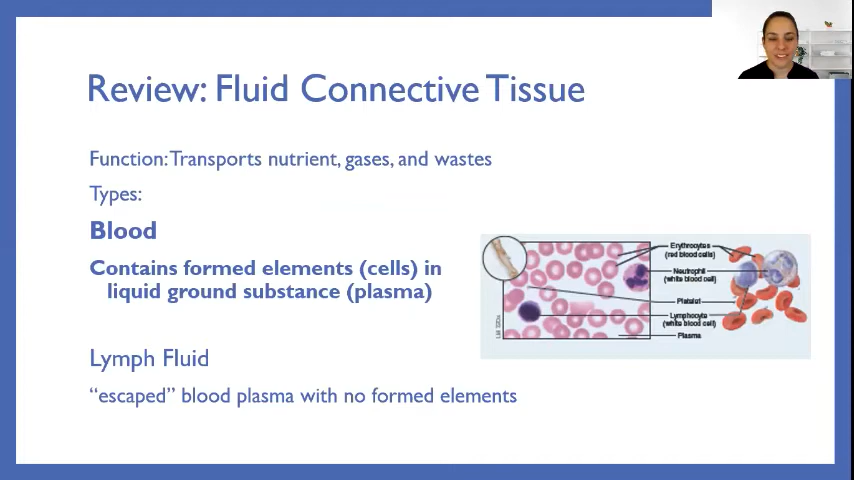 Review: Fluid Connective Tissue
Function: Transports nutrient, gases, and wastes
Types:
Blood
Contains formed elements (cells) in
liquid ground substance (plasma)
Erythrocytes
(red blood cells)
Neutrophil
(white blood cell)
Platelet
Lymphocyte
(white blood cell)
Plasma
Lymph Fluid
“escaped” blood plasma with no formed elements